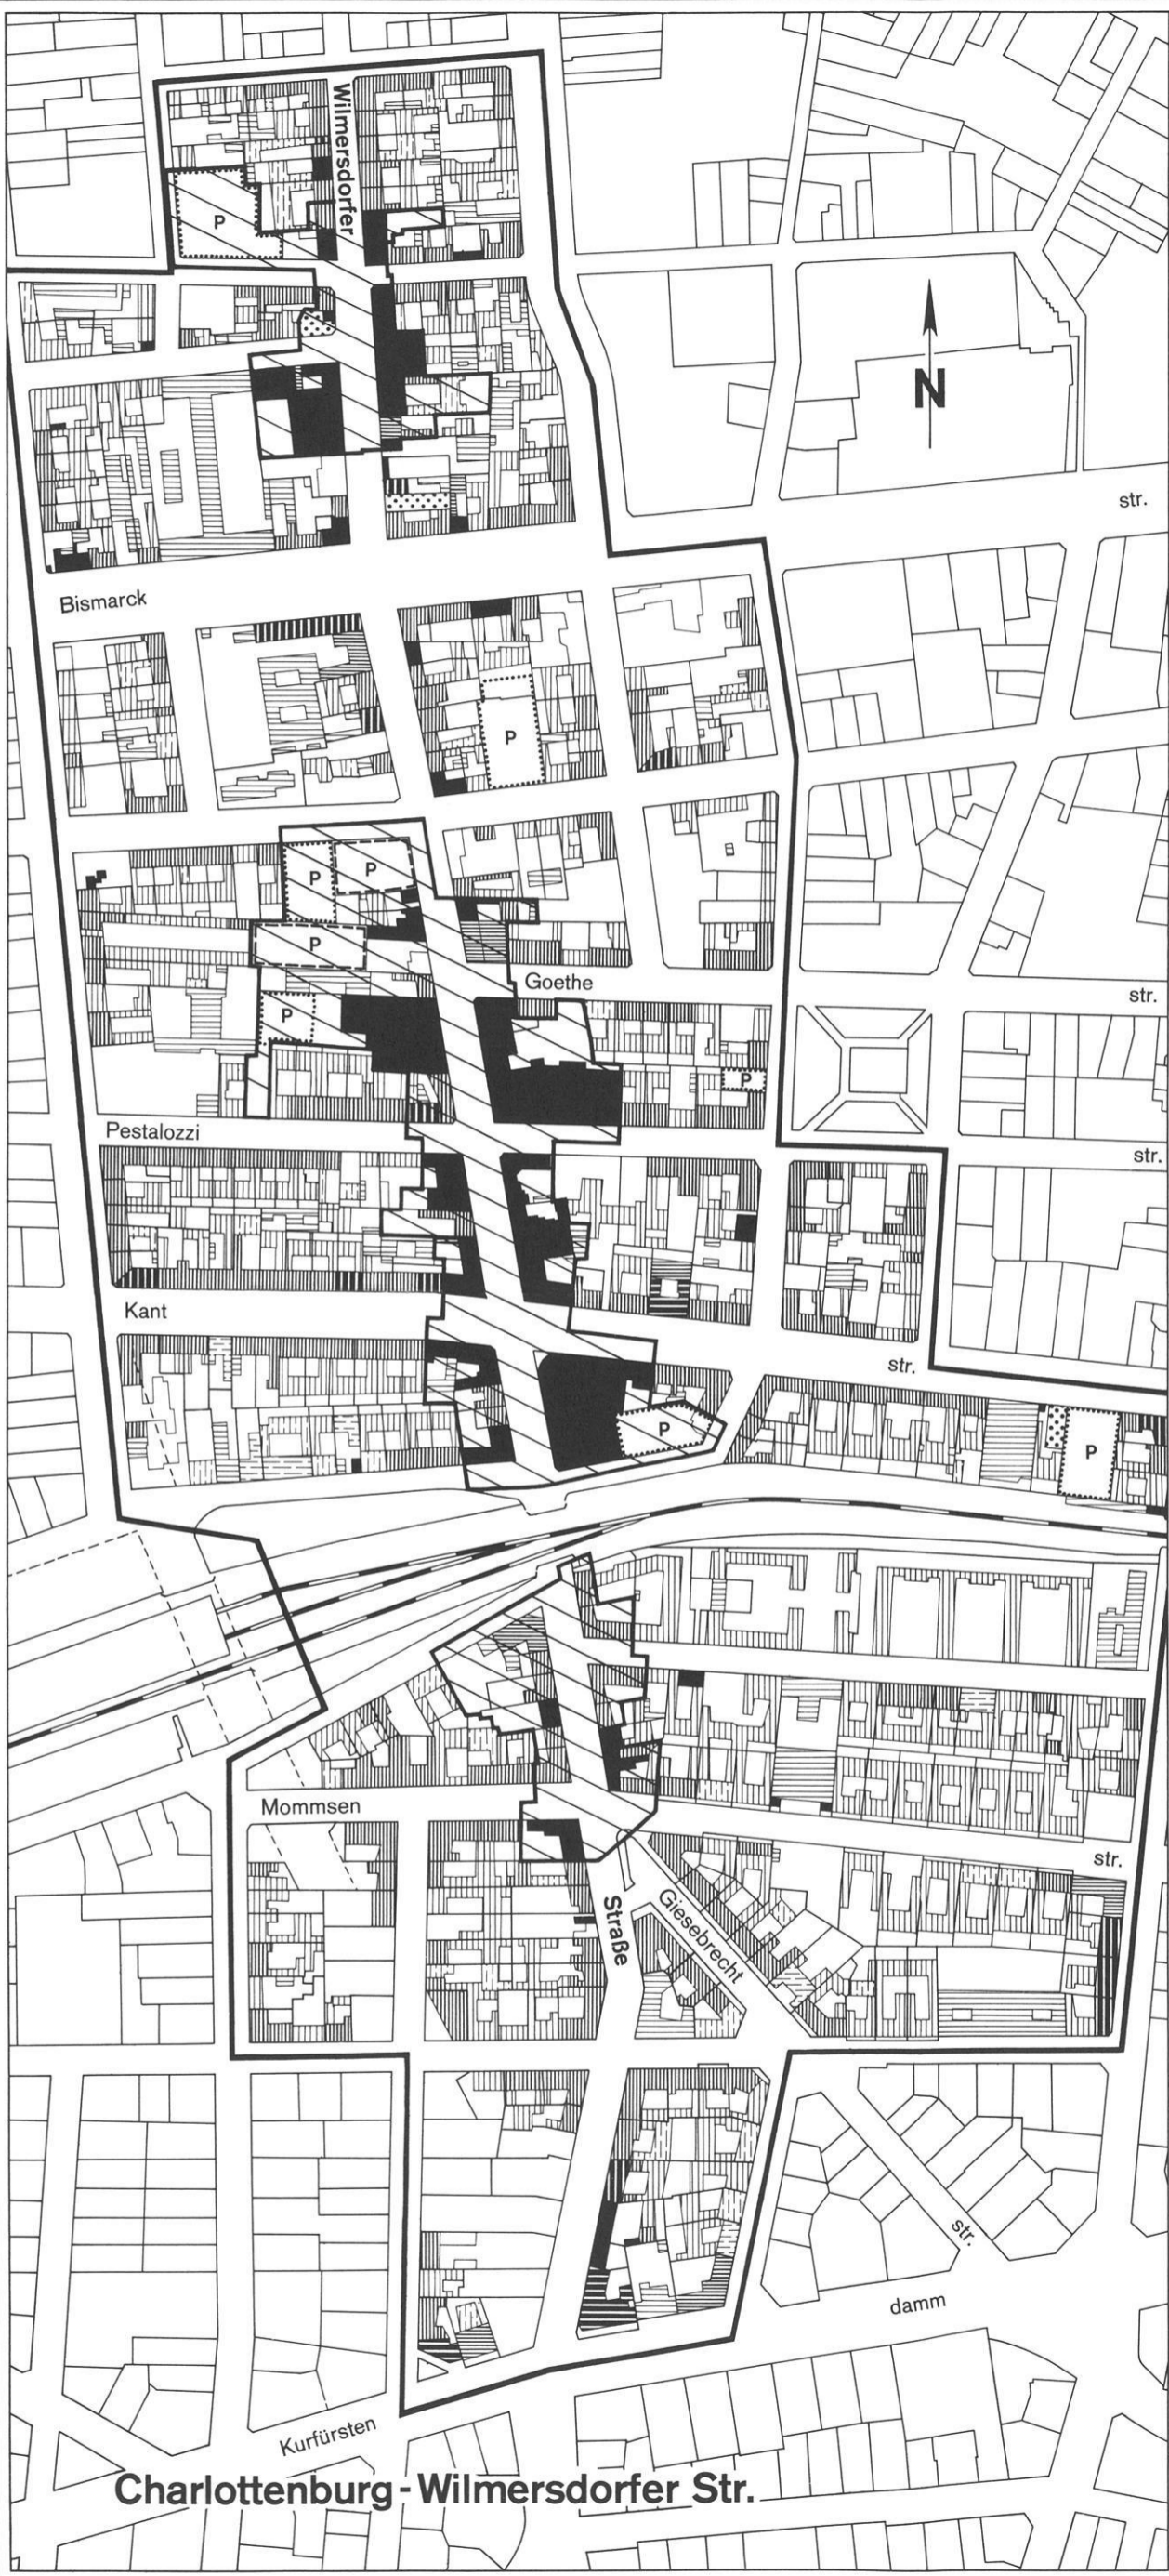 Wilmersdorfer
P
N
str.
Bismarck
P
P
P
P
Goethe
str.
P
P
Pestalozzi
str.
Kant
str.
P
P
Mommsen
str.
Straße
Giesebrecht
str.
damm
Kurfürsten
Charlottenburg - Wilmersdorfer Str.